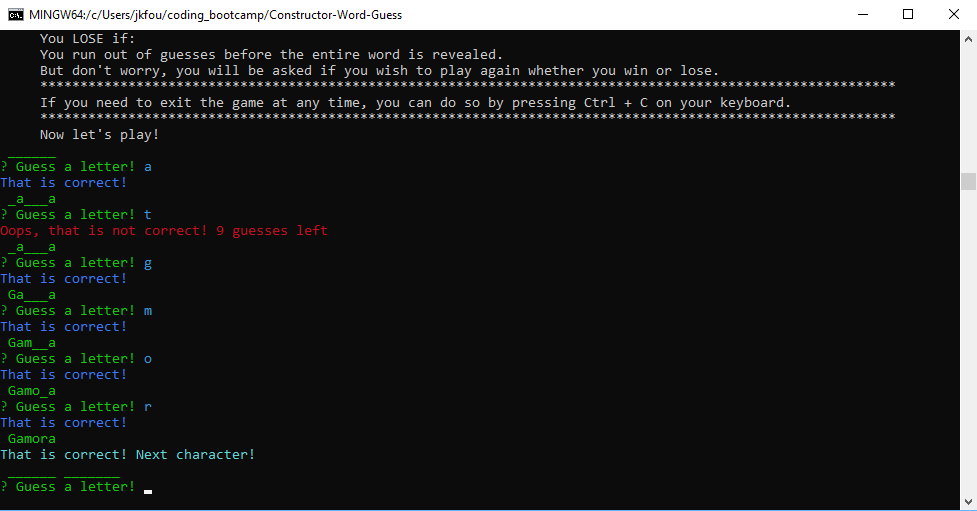 MINGW64:/c/Users/jkfou/coding_bootcamp/Constructor-Word-Guess
You LOSE if:
You run out of guesses before the entire word is revealed.
But don't worry, you will be asked if you wish to play again whether you win or lose.
***********************************************************************************************************
If you need to exit the game at any time, you can do so by pressing Ctrl + C on your keyboard.
***********************************************************************************************************
Now let's play!
______
? Guess a letter! a
That is correct!
_a___a
? Guess a letter! t
Oops, that is not correct! 9 guesses left
_a___a
? Guess a letter! g
That is correct!
Ga___a
? Guess a letter! m
That is correct!
Gam__a
? Guess a letter! o
That is correct!
Gamo_a
? Guess a letter! r
That is correct!
Gamora
That is correct! Next character!
______ _______
? Guess a letter!